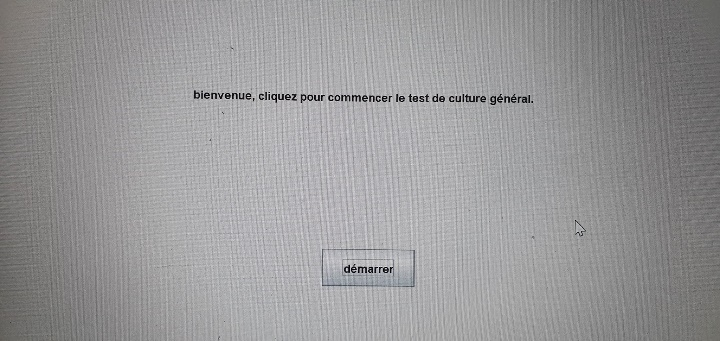 bienvenue, cliquez pour commencer le test de culture général.
démarrer